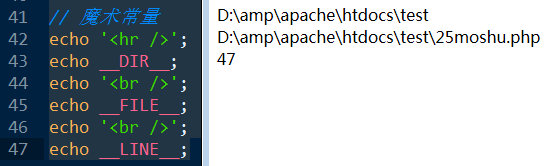 41 // 魔术常量
42 echo '<hr />';
43 echo __DIR__;
44 echo '<br />';
45 echo __FILE__;
46 echo '<br />';
47 echo __LINE__;
D:\amp\apache\htdocs\test
D:\amp\apache\htdocs\test\25moshu.php
47